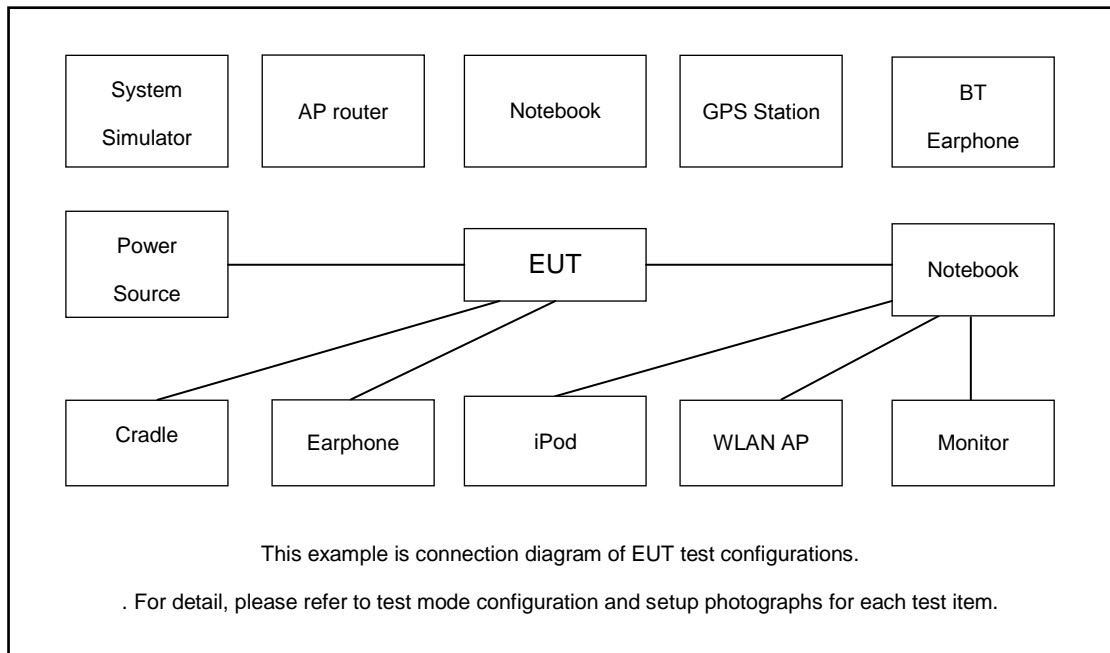 System
Simulator
AP router
Notebook
GPS Station
BT
Earphone
Power
Source
EUT
Notebook
Cradle
Earphone
iPod
WLAN AP
Monitor
This example is connection diagram of EUT test configurations.
. For detail, please refer to test mode configuration and setup photographs for each test item.